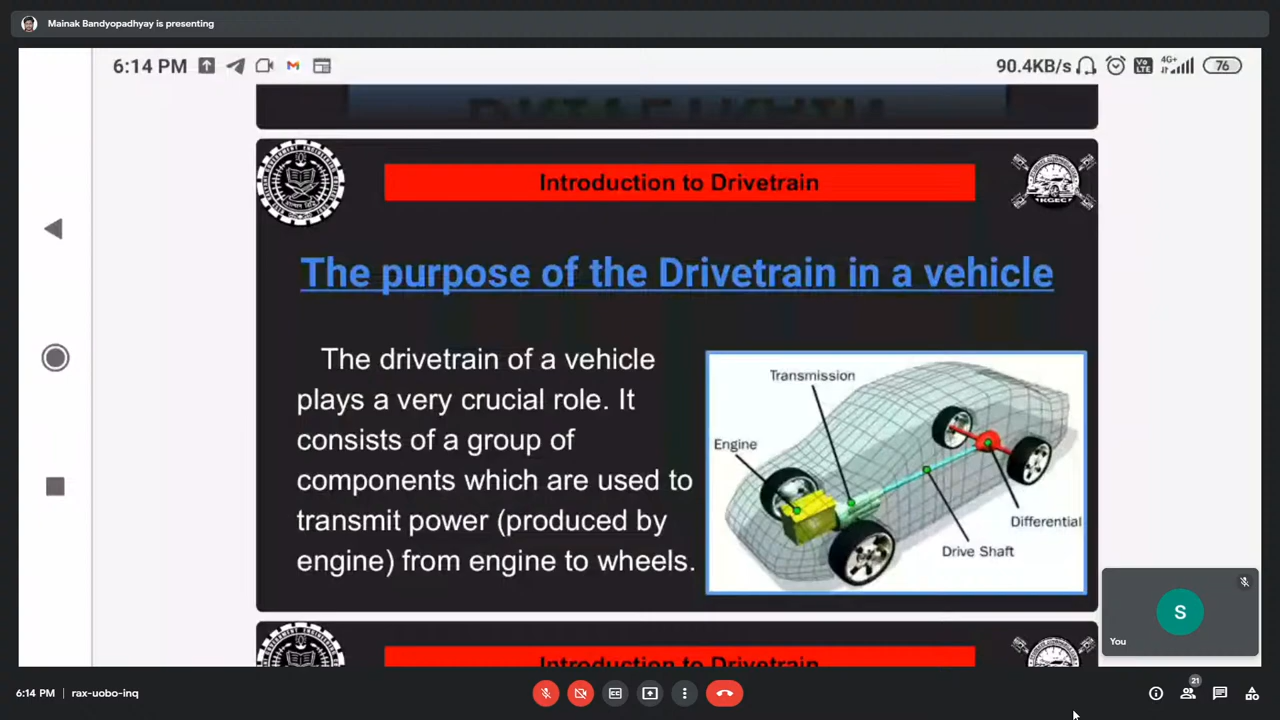 Mainak Bandyopadhyay is presenting
6:14 PM
90.4KB/s
Vo
LTE
4G+
76
Introduction to Drivetrain
The purpose of the Drivetrain in a vehicle
The drivetrain of a vehicle
plays a very crucial role. It
consists of a group of
components which are used to
transmit power (produced by
engine) from engine to wheels.
Transmission
Engine
Differential
Drive Shaft
S
You
Introduction to Drivetrain
6:14 PM | rax-uobo-inq
21